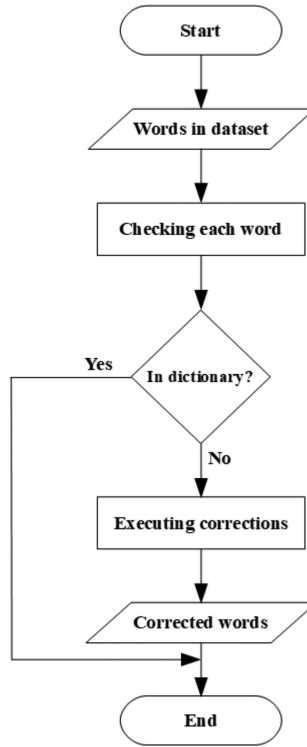 Start
Words in dataset
Checking each word
In dictionary?
Yes
No
Executing corrections
Corrected words
End